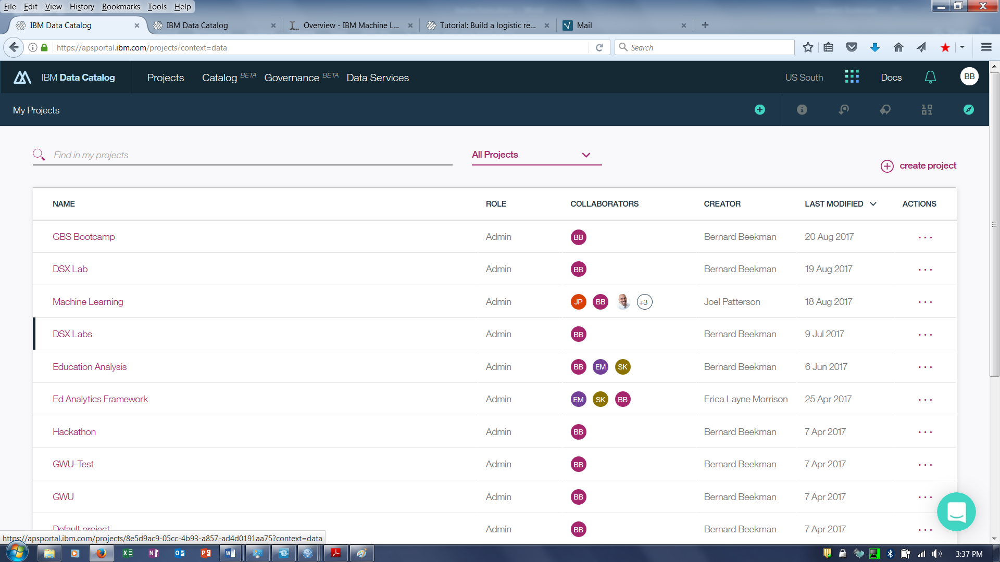 File Edit View History Bookmarks Tools Help
IBM Data Catalog IBM Data Catalog Overview - IBM Machine L... Tutorial: Build a logistic re... Mail
https://apsportal.ibm.com/projects?context=data Search
IBM Data Catalog Projects Catalog BETA Governance BETA Data Services US South Docs BB
My Projects
Find in my projects All Projects
create project
NAME ROLE COLLABORATORS CREATOR LAST MODIFIED ACTIONS
GBS Bootcamp Admin BB Bernard Beekman 20 Aug 2017
DSX Lab Admin BB Bernard Beekman 19 Aug 2017
Machine Learning Admin JP BB +3 Joel Patterson 18 Aug 2017
DSX Labs Admin BB Bernard Beekman 9 Jul 2017
Education Analysis Admin BB EM SK Bernard Beekman 6 Jun 2017
Ed Analytics Framework Admin EM SK BB Erica Layne Morrison 25 Apr 2017
Hackathon Admin BB Bernard Beekman 7 Apr 2017
GWU-Test Admin BB Bernard Beekman 7 Apr 2017
GWU Admin BB Bernard Beekman 7 Apr 2017
Default project Admin BB Bernard Beekman 7 Apr 2017
https://apsportal.ibm.com/projects/8e5d9ac9-05cc-4b93-a857-ad4d0191aa75?context=data
3:37 PM